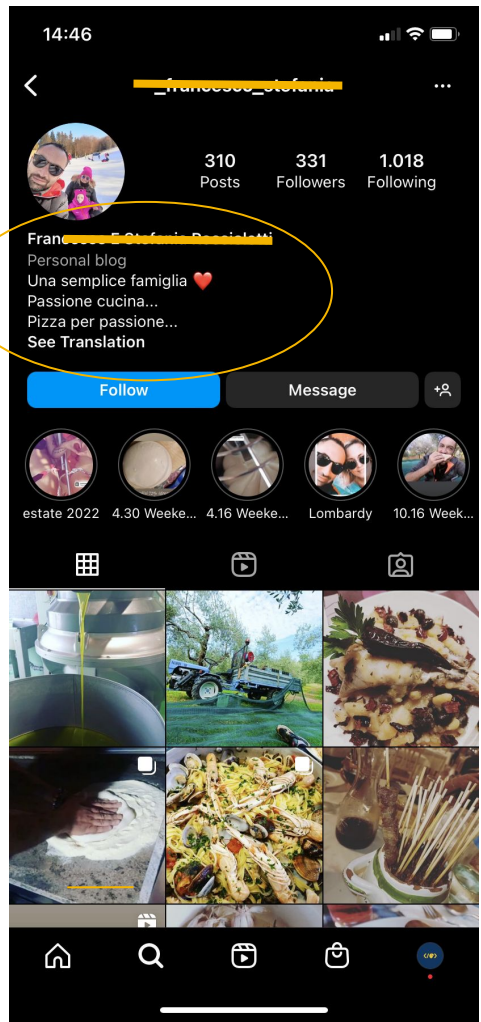 14:46
310 331 1.018
Posts Followers Following
Personal blog
Una semplice famiglia ❤️
Passione cucina...
Pizza per passione...
See Translation
Follow Message
estate 2022 4.30 Weeke... 4.16 Weeke... Lombardy 10.16 Week...